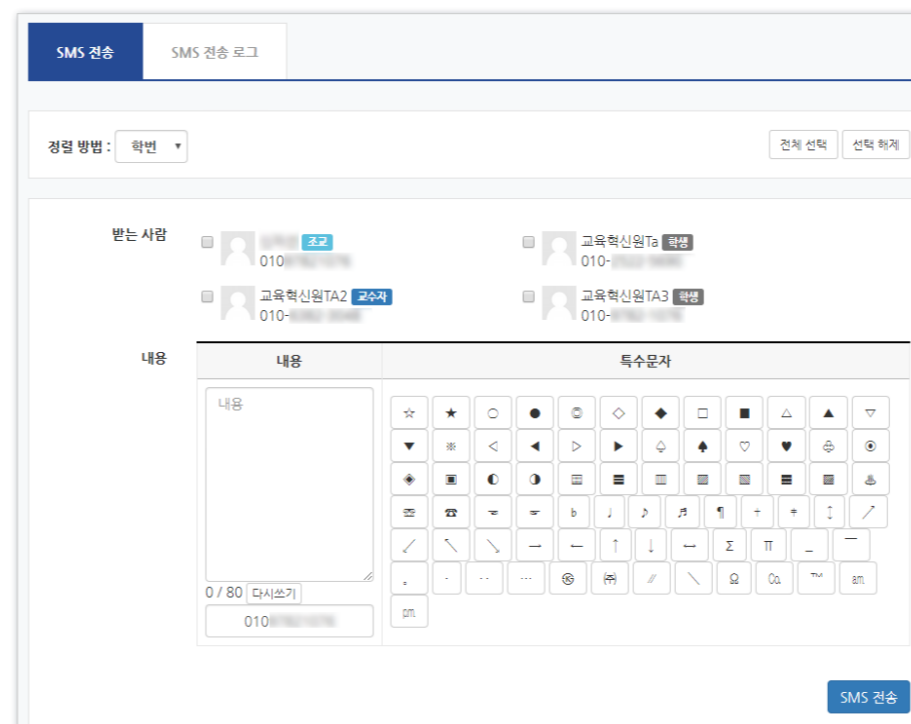 SMS 전송 SMS 전송 로그
정렬 방법 : 학번 전체 선택 선택 해제
받는 사람
조교
010
교육혁신원Ta 학생
010-
교육혁신원TA2 교수자
010-
교육혁신원TA3 학생
010-
내용
내용 특수문자
내용
☆ ★ ○ ● ◎ ◇ ◆ □ ■ △ ▲ ▽
▼ ※ ◁ ◀ ▷ ▶ ♤ ♠ ♡ ♥ ♧ ⊙
◈ ▣ ◐ ◑ ▤ ▥ ▨ ▧ ▦ ▩ ♨
☏ ☎ ☜ ☞ ♭ ♩ ♪ ♬ ¶ † ‡ ↕ ↗
↙ ↖ ↘ → ← ↑ ↓ ↔ Σ Π _ ￣
。 · ‥ … ㉿ ㈜ ∥ ＼ Ω ㏇ ™ ㏂
㏘
0 / 80 다시쓰기
010
SMS 전송